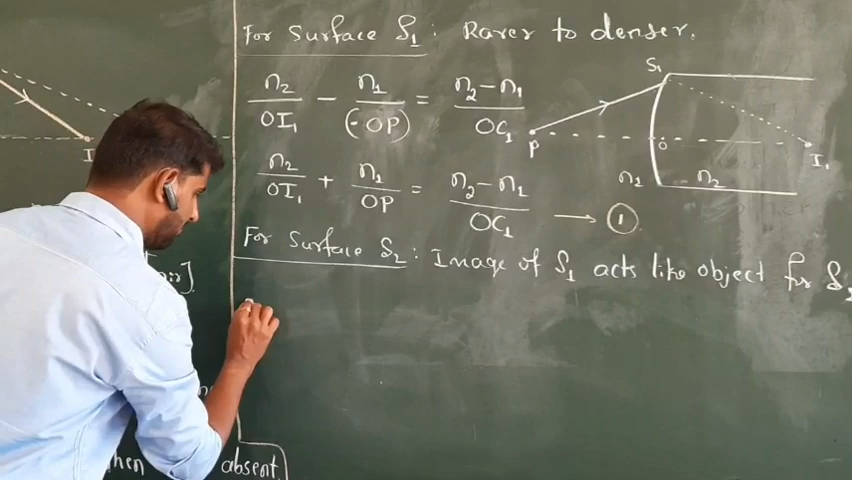 For Surface S₁ : Rarer to denser.
n₂/OI₁ − n₁/(−OP) = n₂−n₁/OC₁
n₂/OI₁ + n₁/OP = n₂−n₁/OC₁ → ①
S₁
P
O
I₁
n₁
n₂
For Surface S₂ : Image of S₁ acts like object for S₂
I
air].
hen
absent.